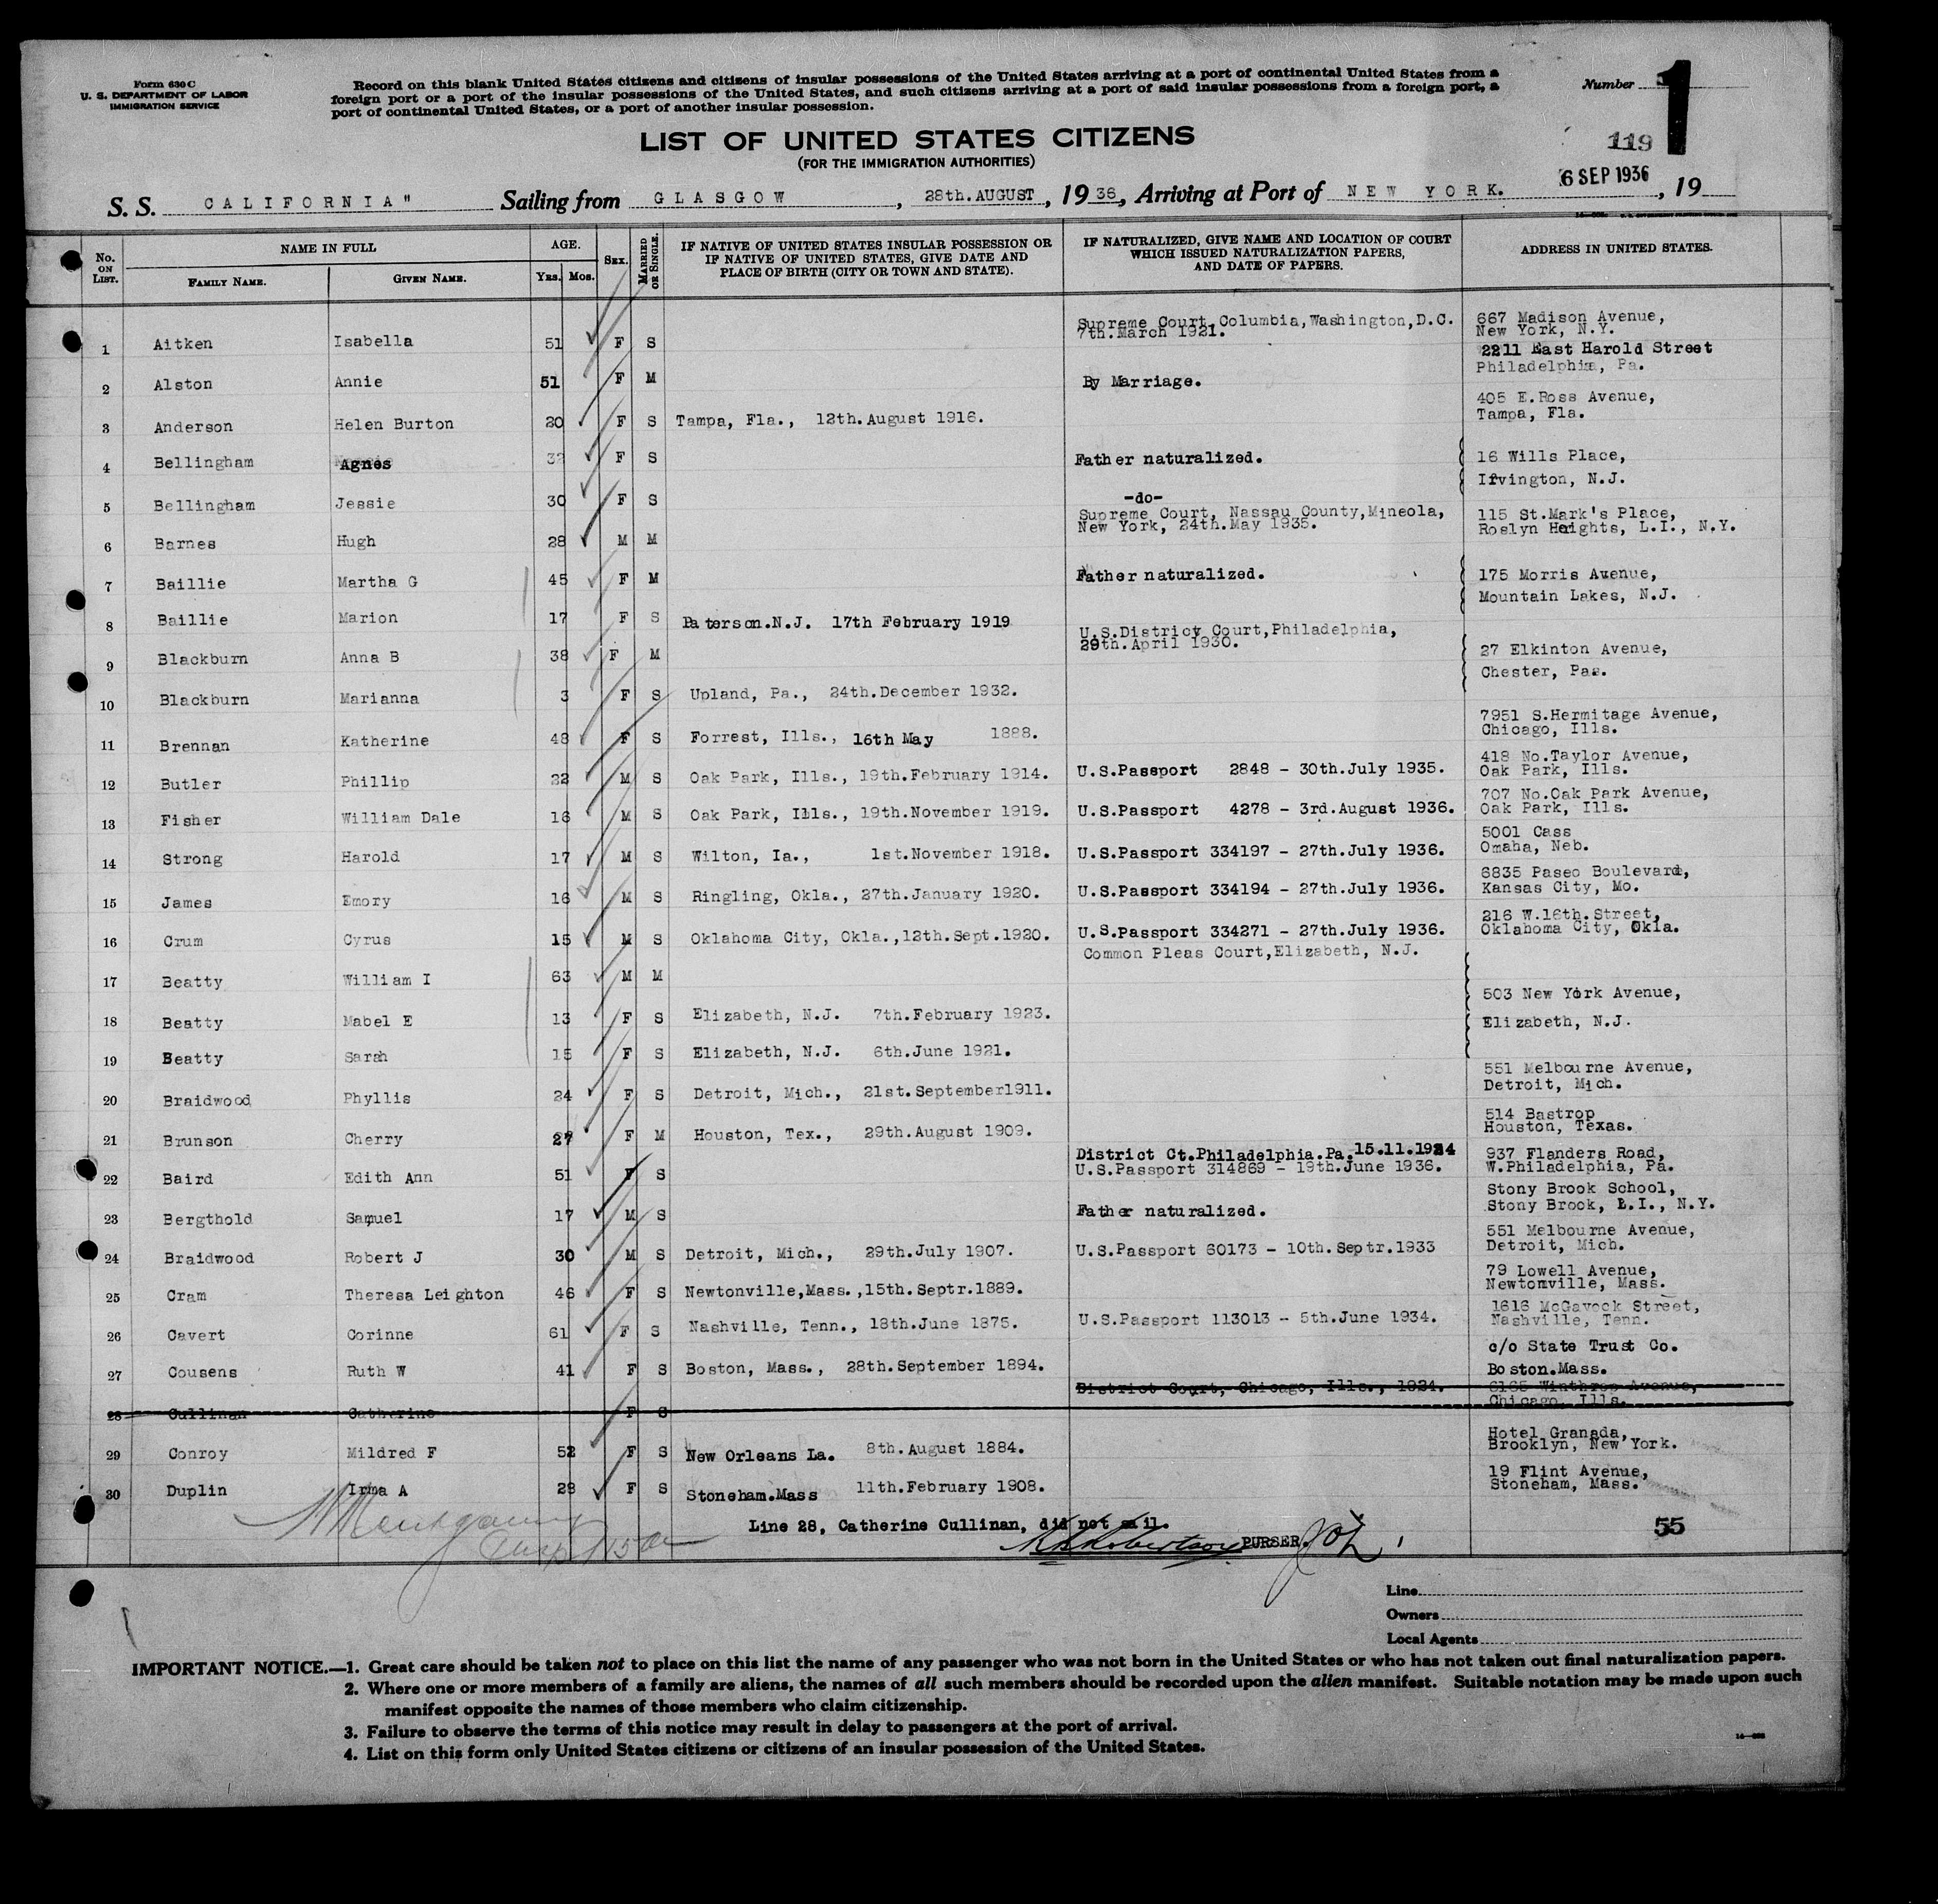 Form 630 C
U. S. DEPARTMENT OF LABOR
IMMIGRATION SERVICE
Record on this blank United States citizens and citizens of insular possessions of the United States arriving at a port of continental United States from a
foreign port or a port of the insular possessions of the United States, and such citizens arriving at a port of said insular possessions from a foreign port, a
port of continental United States, or a port of another insular possession.
Number 1
119
LIST OF UNITED STATES CITIZENS
(FOR THE IMMIGRATION AUTHORITIES)
S. S. CALIFORNIA" Sailing from GLASGOW, 28th.AUGUST, 19 36, Arriving at Port of NEW YORK. 6 SEP 1936, 19
No. ON LIST. NAME IN FULL AGE. SEX. MARRIED OR SINGLE. IF NATIVE OF UNITED STATES INSULAR POSSESSION OR IF NATIVE OF UNITED STATES, GIVE DATE AND PLACE OF BIRTH (CITY OR TOWN AND STATE). IF NATURALIZED, GIVE NAME AND LOCATION OF COURT WHICH ISSUED NATURALIZATION PAPERS, AND DATE OF PAPERS. ADDRESS IN UNITED STATES.
FAMILY NAME. GIVEN NAME. YRS. MOS.
1 Aitken Isabella 51 F S Supreme Court,Columbia,Washington,D.C. 7th.March 1921. 667 Madison Avenue, New York, N.Y.
2 Alston Annie 51 F M By Marriage. 2211 East Harold Street Philadelphia, Pa.
3 Anderson Helen Burton 20 F S Tampa, Fla., 12th.August 1916. 405 E.Ross Avenue, Tampa, Fla.
4 Bellingham Agnes 32 F S Father naturalized. 16 Wills Place,
5 Bellingham Jessie 30 F S -do- Irvington, N.J.
6 Barnes Hugh 28 M M Supreme Court, Nassau County,Mineola, New York, 24th.May 1935. 115 St.Mark's Place, Roslyn Heights, L.I., N.Y.
7 Baillie Martha G 45 F M Father naturalized. 175 Morris Avenue,
8 Baillie Marion 17 F S Paterson.N.J. 17th February 1919 Mountain Lakes, N.J.
9 Blackburn Anna B 38 F M U.S.District Court,Philadelphia, 29th.April 1930. 27 Elkinton Avenue,
10 Blackburn Marianna 3 F S Upland, Pa., 24th.December 1932. Chester, Pa.
11 Brennan Katherine 48 F S Forrest, Ills., 16th May 1888. 7951 S.Hermitage Avenue, Chicago, Ills.
12 Butler Phillip 22 M S Oak Park, Ills., 19th.February 1914. U.S.Passport 2848 - 30th.July 1935. 418 No.Taylor Avenue, Oak Park, Ills.
13 Fisher William Dale 16 M S Oak Park, Ills., 19th.November 1919. U.S.Passport 4278 - 3rd.August 1936. 707 No.Oak Park Avenue, Oak Park, Ills.
14 Strong Harold 17 M S Wilton, Ia., 1st.November 1918. U.S.Passport 334197 - 27th.July 1936. 5001 Cass Omaha, Neb.
15 James Emory 16 M S Ringling, Okla., 27th.January 1920. U.S.Passport 334194 - 27th.July 1936. 6835 Paseo Boulevard, Kansas City, Mo.
16 Crum Cyrus 15 M S Oklahoma City, Okla.,12th.Sept.1920. U.S.Passport 334271 - 27th.July 1936. 216 W.16th.Street, Oklahoma City, Okla.
17 Beatty William I 63 M M Common Pleas Court,Elizabeth, N.J.
18 Beatty Mabel E 13 F S Elizabeth, N.J. 7th.February 1923. 503 New York Avenue, Elizabeth, N.J.
19 Beatty Sarah 15 F S Elizabeth, N.J. 6th.June 1921.
20 Braidwood Phyllis 24 F S Detroit, Mich., 21st.September1911. 551 Melbourne Avenue, Detroit, Mich.
21 Brunson Cherry 27 F M Houston, Tex., 29th.August 1909. 514 Bastrop Houston, Texas.
22 Baird Edith Ann 51 F S District Ct.Philadelphia.Pa.15.11.1924 U.S.Passport 314869 - 19th.June 1936. 937 Flanders Road, W.Philadelphia, Pa.
23 Bergthold Samuel 17 M S Father naturalized. Stony Brook School, Stony Brook, L.I., N.Y.
24 Braidwood Robert J 30 M S Detroit, Mich., 29th.July 1907. U.S.Passport 60173 - 10th.Septr.1933 551 Melbourne Avenue, Detroit, Mich.
25 Cram Theresa Leighton 46 F S Newtonville,Mass.,15th.Septr.1889. 79 Lowell Avenue, Newtonville, Mass.
26 Cavert Corinne 61 F S Nashville, Tenn., 18th.June 1875. U.S.Passport 113013 - 5th.June 1934. 1616 McGavock Street, Nashville, Tenn.
27 Cousens Ruth W 41 F S Boston, Mass., 28th.September 1894. c/o State Trust Co. Boston.Mass.
28 Cullinan Catherine F S District Court, Chicago, Ills., 1924. 6165 Winthrop Avenue, Chicago, Ills.
29 Conroy Mildred F 52 F S New Orleans La. 8th.August 1884. Hotel Granada, Brooklyn, New York.
30 Duplin Irma A 28 F S Stoneham.Mass 11th.February 1908. 19 Flint Avenue, Stoneham, Mass.
Line 28, Catherine Cullinan, did not sail.
PURSER.
55
Line
Owners
Local Agents
IMPORTANT NOTICE.—1. Great care should be taken not to place on this list the name of any passenger who was not born in the United States or who has not taken out final naturalization papers.
2. Where one or more members of a family are aliens, the names of all such members should be recorded upon the alien manifest. Suitable notation may be made upon such
manifest opposite the names of those members who claim citizenship.
3. Failure to observe the terms of this notice may result in delay to passengers at the port of arrival.
4. List on this form only United States citizens or citizens of an insular possession of the United States.